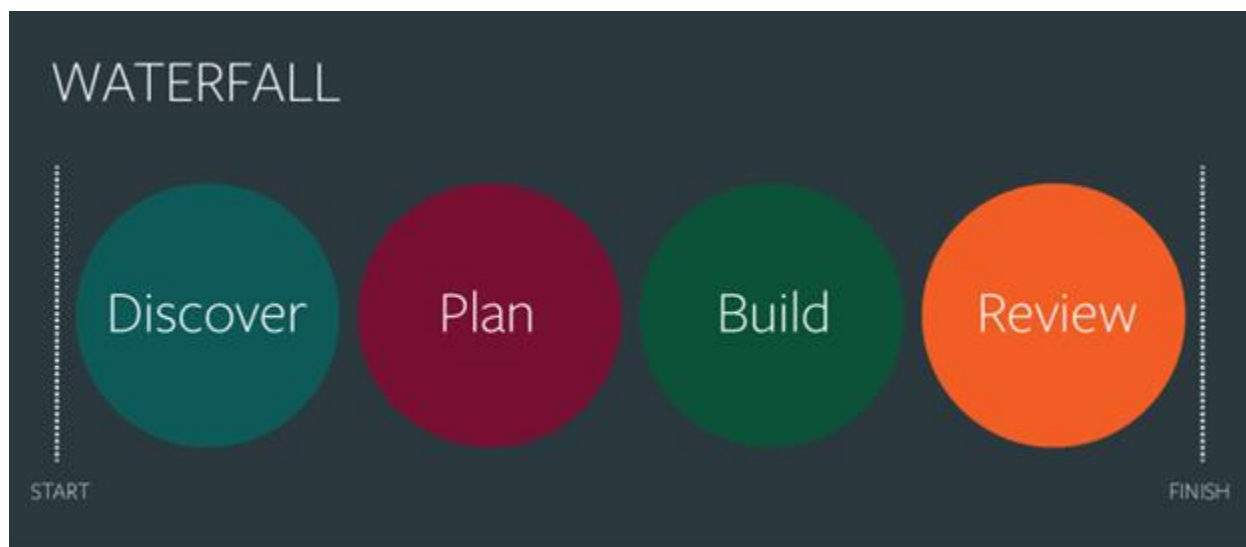 WATERFALL
Discover
Plan
Build
Review
START
FINISH